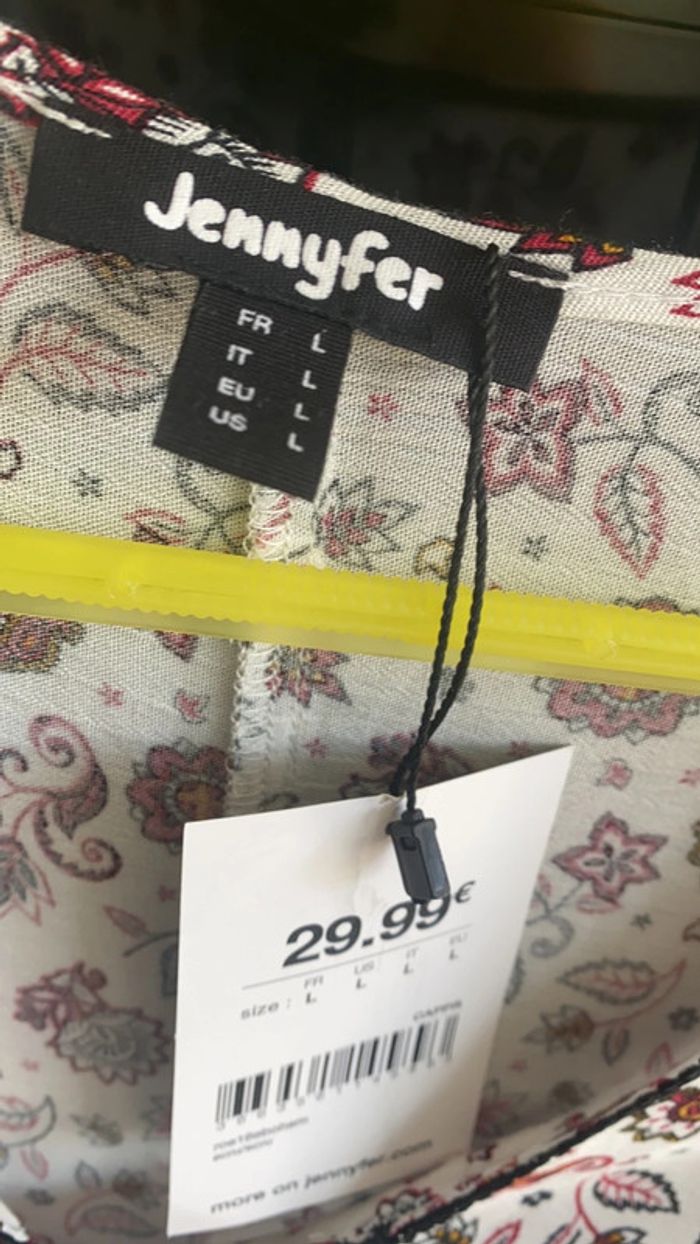 Jennyfer
FR L
IT L
EU L
US L
29.99€
FR US IT EU
size : L L L L
more on jennyfer.com